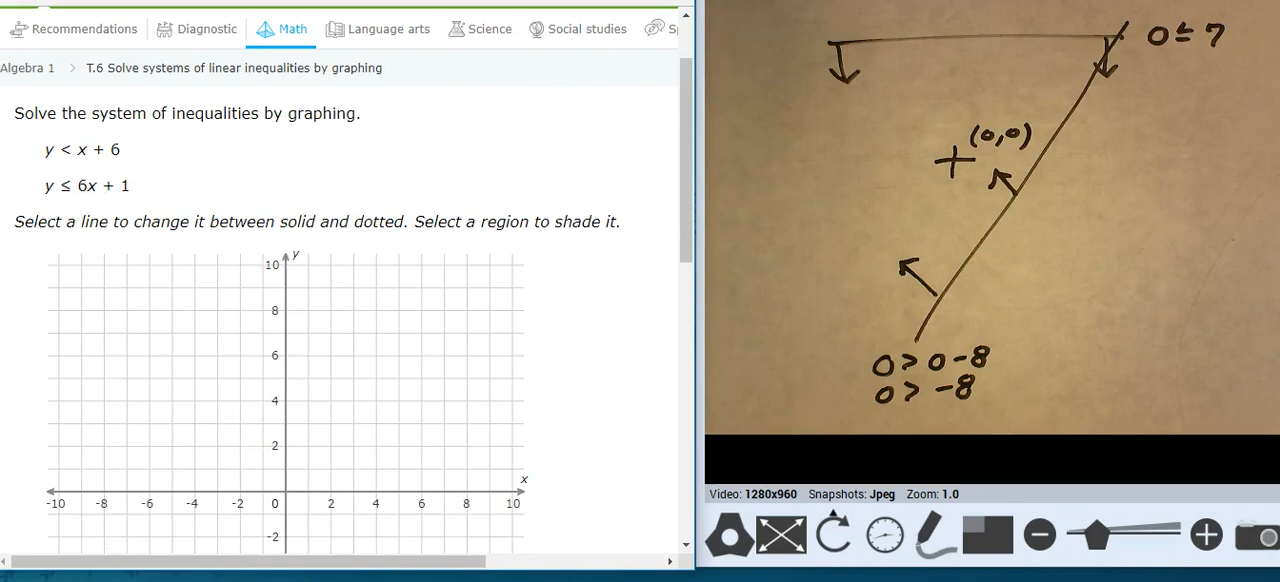 Recommendations
Diagnostic
Math
Language arts
Science
Social studies
Sp
Algebra 1 > T.6 Solve systems of linear inequalities by graphing
Solve the system of inequalities by graphing.
y < x + 6
y ≤ 6x + 1
Select a line to change it between solid and dotted. Select a region to shade it.
y
10
8
6
4
2
x
-10 -8 -6 -4 -2 0 2 4 6 8 10
-2
0 ≤ 7
(0,0)
0 > 0 - 8
0 > -8
Video: 1280x960 Snapshots: Jpeg Zoom: 1.0